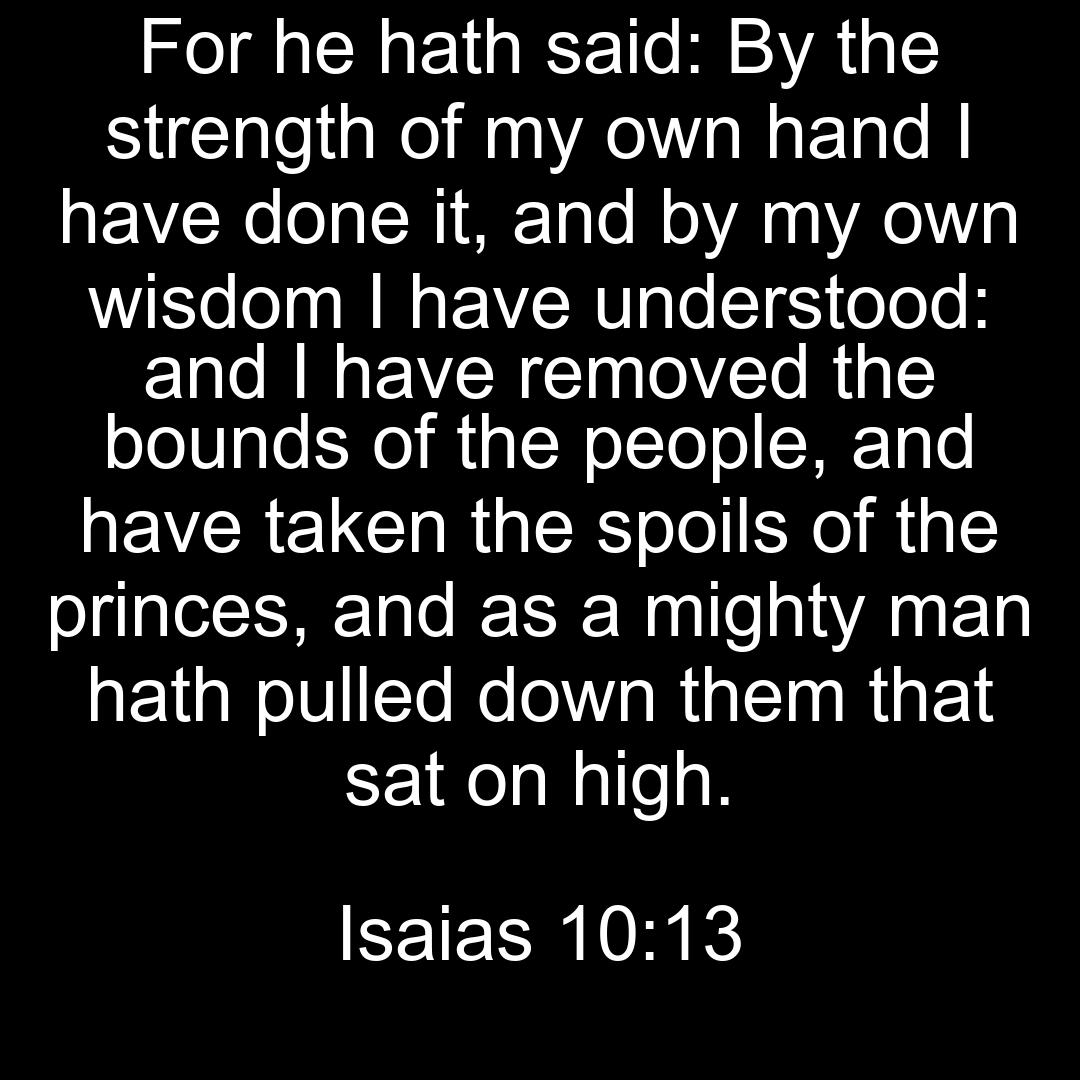 For he hath said: By the
strength of my own hand I
have done it, and by my own
wisdom I have understood:
and I have removed the
bounds of the people, and
have taken the spoils of the
princes, and as a mighty man
hath pulled down them that
sat on high.
Isaias 10:13